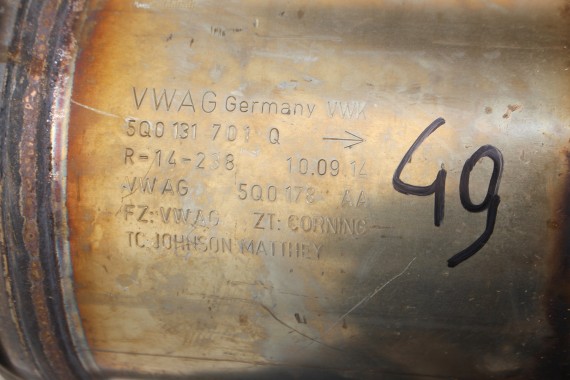 VWAG Germany VWK
5Q0 131 701 Q →
R-14-238 10.09.14
VWAG 5Q0 178 AA
FZ: VWAG ZT: CORNING
TC: JOHNSON MATTHEY
49